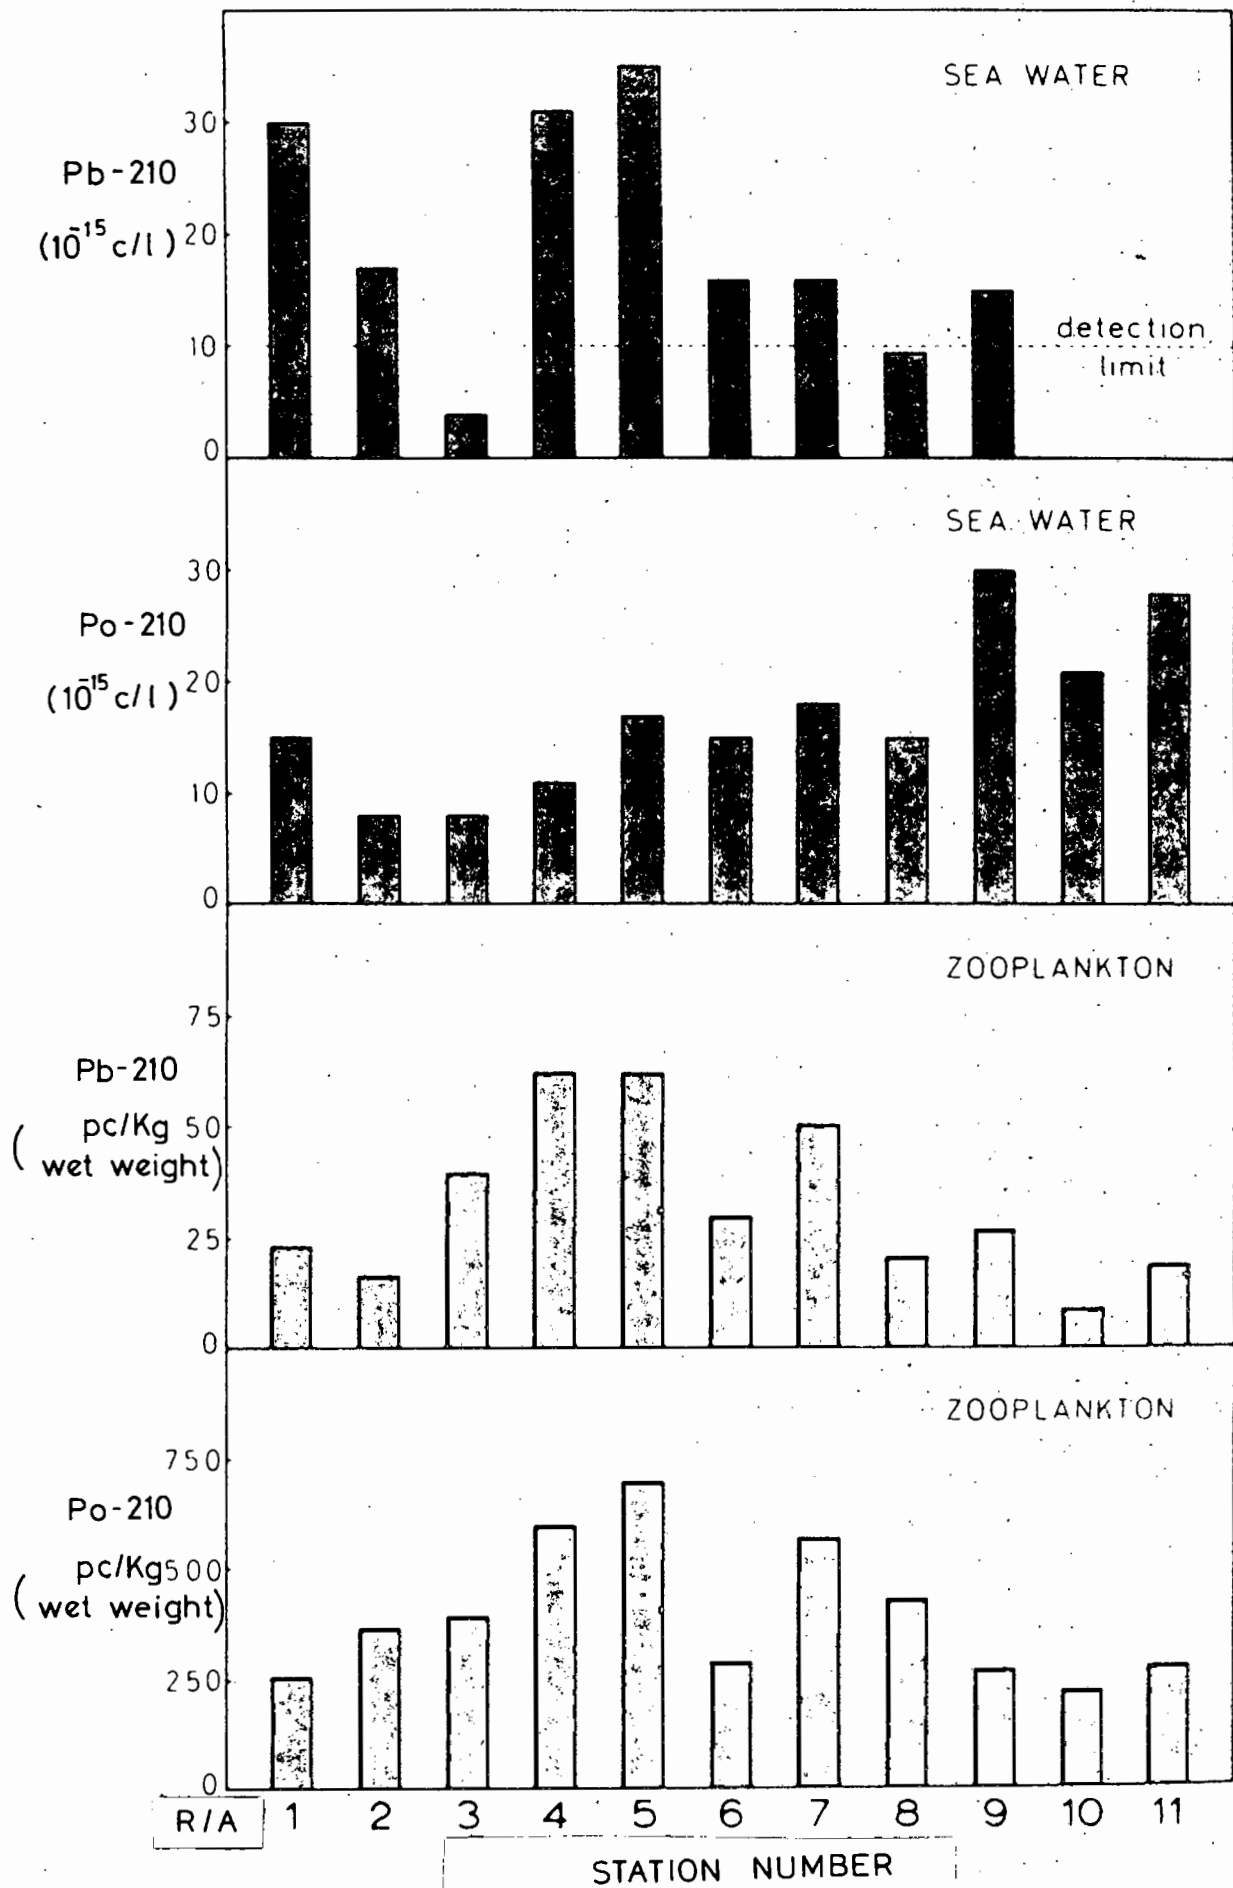 SEA WATER
30
Pb-210
(10⁻¹⁵ c/l) 20
detection
10
limit
0
SEA WATER
30
Po-210
(10⁻¹⁵ c/l) 20
10
0
ZOOPLANKTON
75
Pb-210
( pc/Kg 50
wet weight)
25
0
ZOOPLANKTON
750
Po-210
( pc/Kg 500
wet weight)
250
0
R/A 1 2 3 4 5 6 7 8 9 10 11
STATION NUMBER